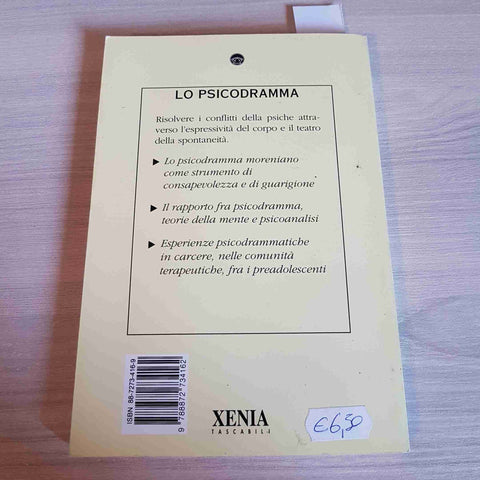 LO PSICODRAMMA
Risolvere i conflitti della psiche attra-
verso l'espressività del corpo e il teatro
della spontaneità.
▶ Lo psicodramma moreniano
come strumento di
consapevolezza e di guarigione
▶ Il rapporto fra psicodramma,
teorie della mente e psicoanalisi
▶ Esperienze psicodrammatiche
in carcere, nelle comunità
terapeutiche, fra i preadolescenti
ISBN 88-7273-416-9
9 788872 734162
XENIA
TASCABILI
€6,50